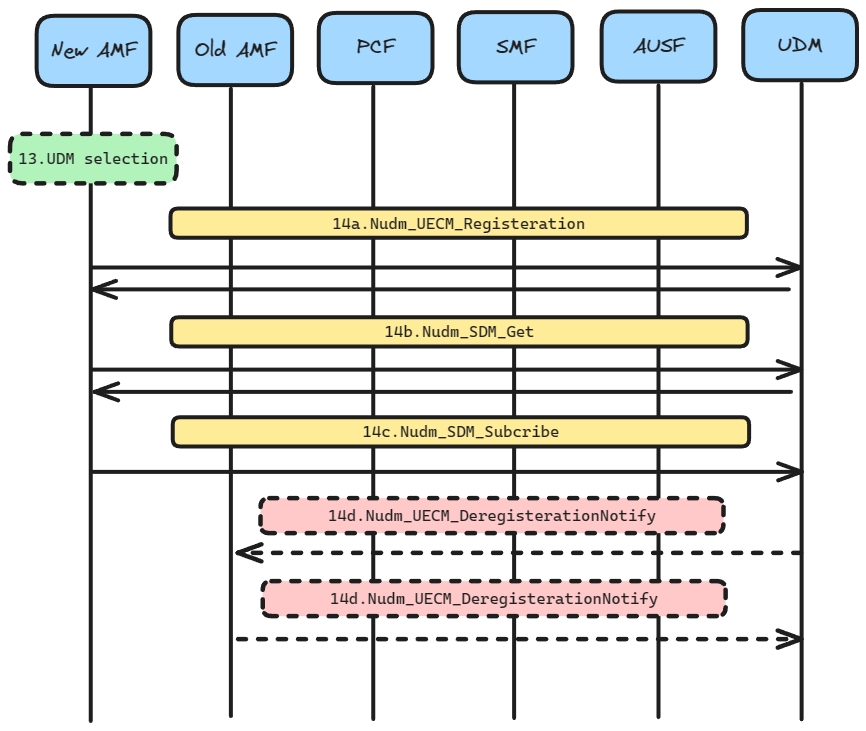 New AMF
Old AMF
PCF
SMF
AUSF
UDM
13.UDM selection
14a.Nudm_UECM_Registeration
14b.Nudm_SDM_Get
14c.Nudm_SDM_Subcribe
14d.Nudm_UECM_DeregisterationNotify
14d.Nudm_UECM_DeregisterationNotify